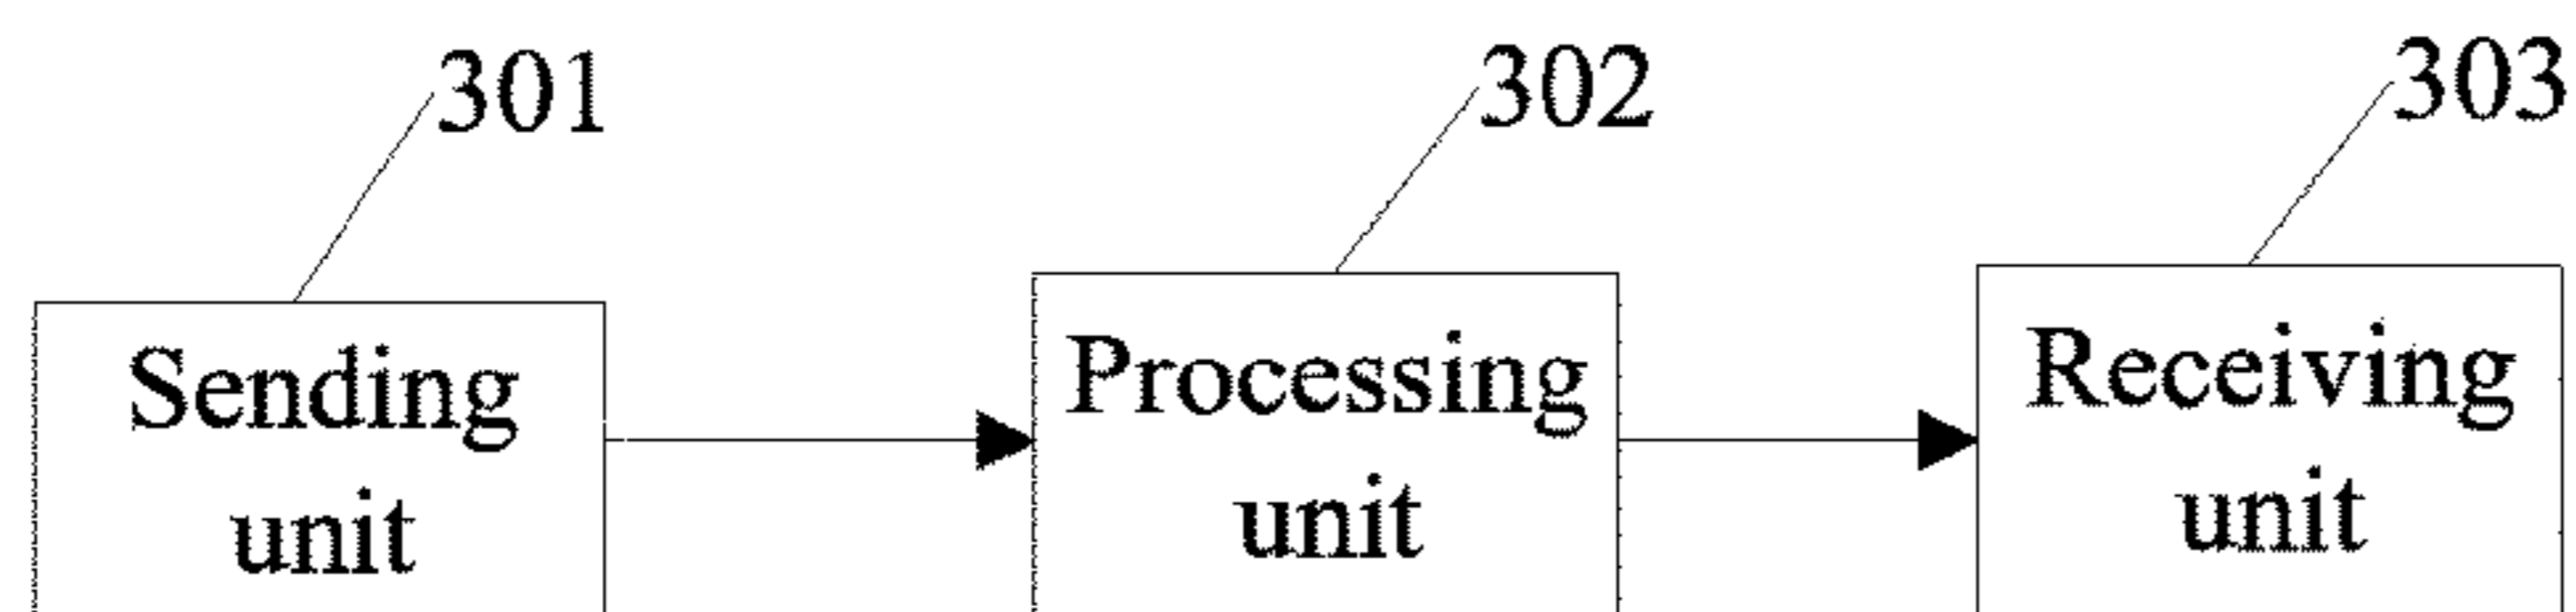 301
302
303
Sending
unit
Processing
unit
Receiving
unit